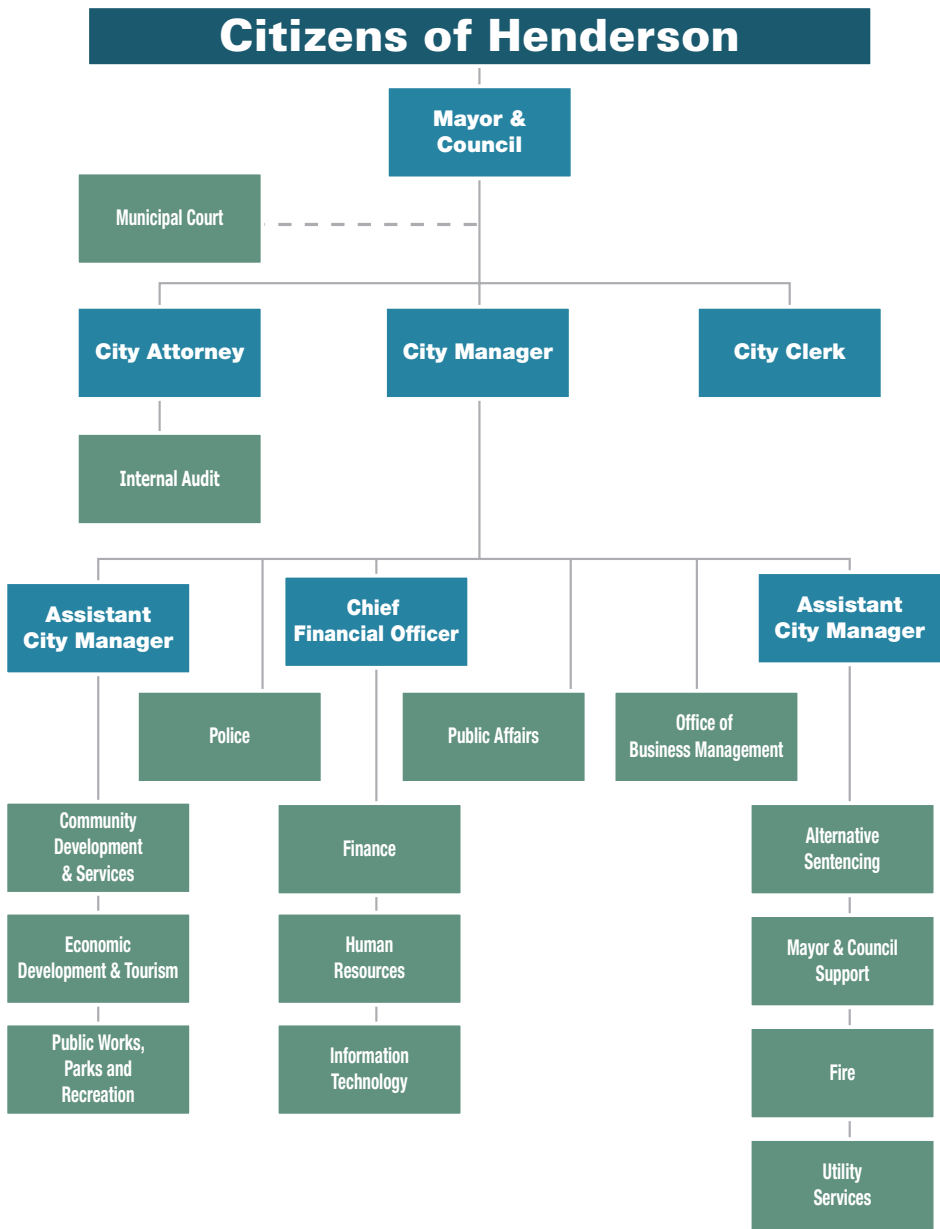 Citizens of Henderson
Mayor &
Council
Municipal Court
City Attorney
City Manager
City Clerk
Internal Audit
Assistant
City Manager
Chief
Financial Officer
Assistant
City Manager
Police
Public Affairs
Office of
Business Management
Community
Development
& Services
Finance
Alternative
Sentencing
Economic
Development & Tourism
Human
Resources
Mayor & Council
Support
Public Works,
Parks and
Recreation
Information
Technology
Fire
Utility
Services